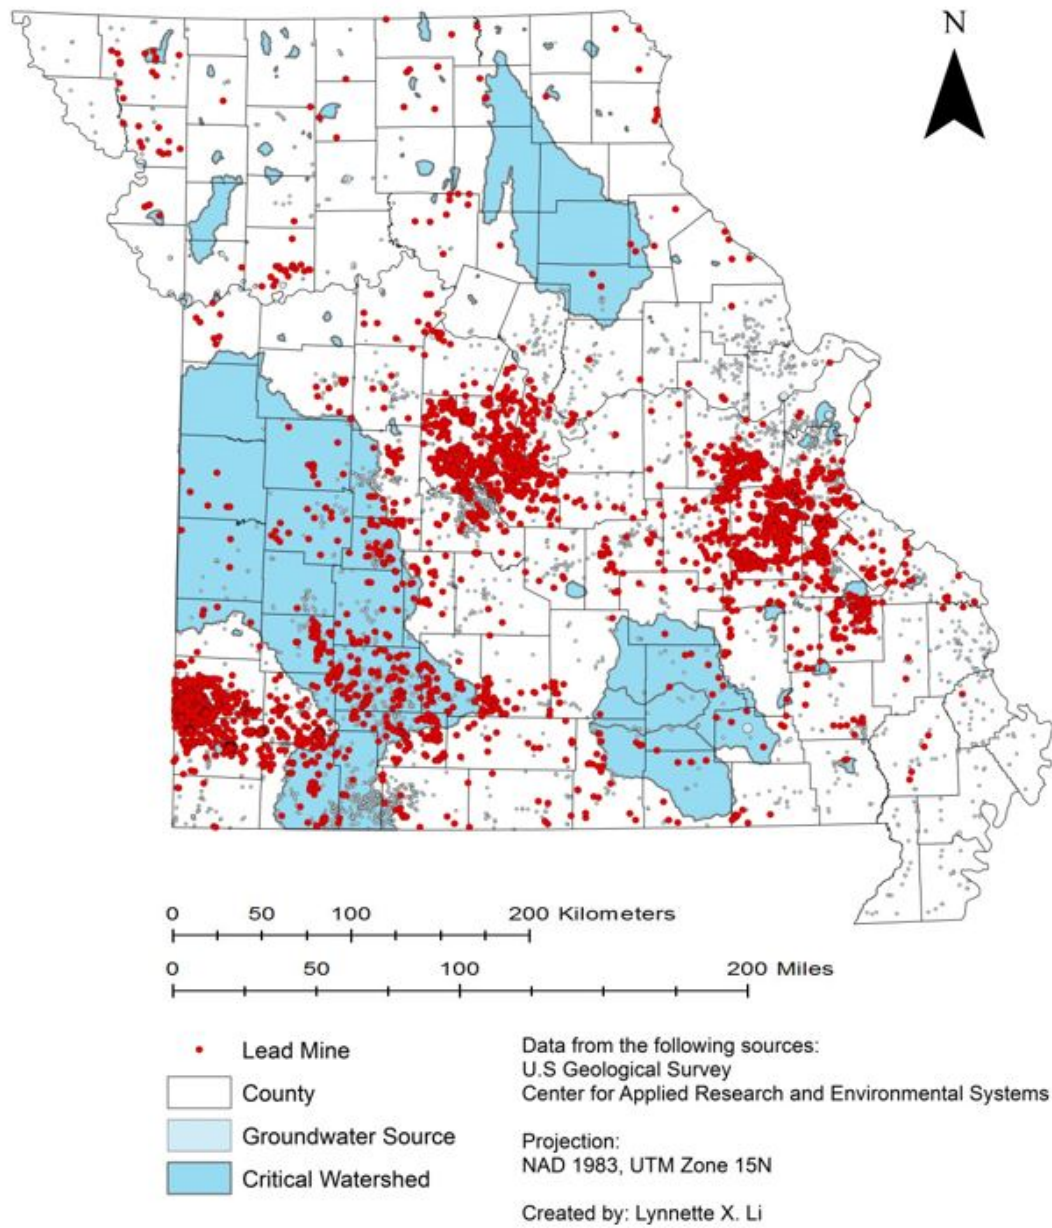 N
0 50 100 200 Kilometers
0 50 100 200 Miles
Lead Mine
County
Groundwater Source
Critical Watershed
Data from the following sources:
U.S Geological Survey
Center for Applied Research and Environmental Systems
Projection:
NAD 1983, UTM Zone 15N
Created by: Lynnette X. Li